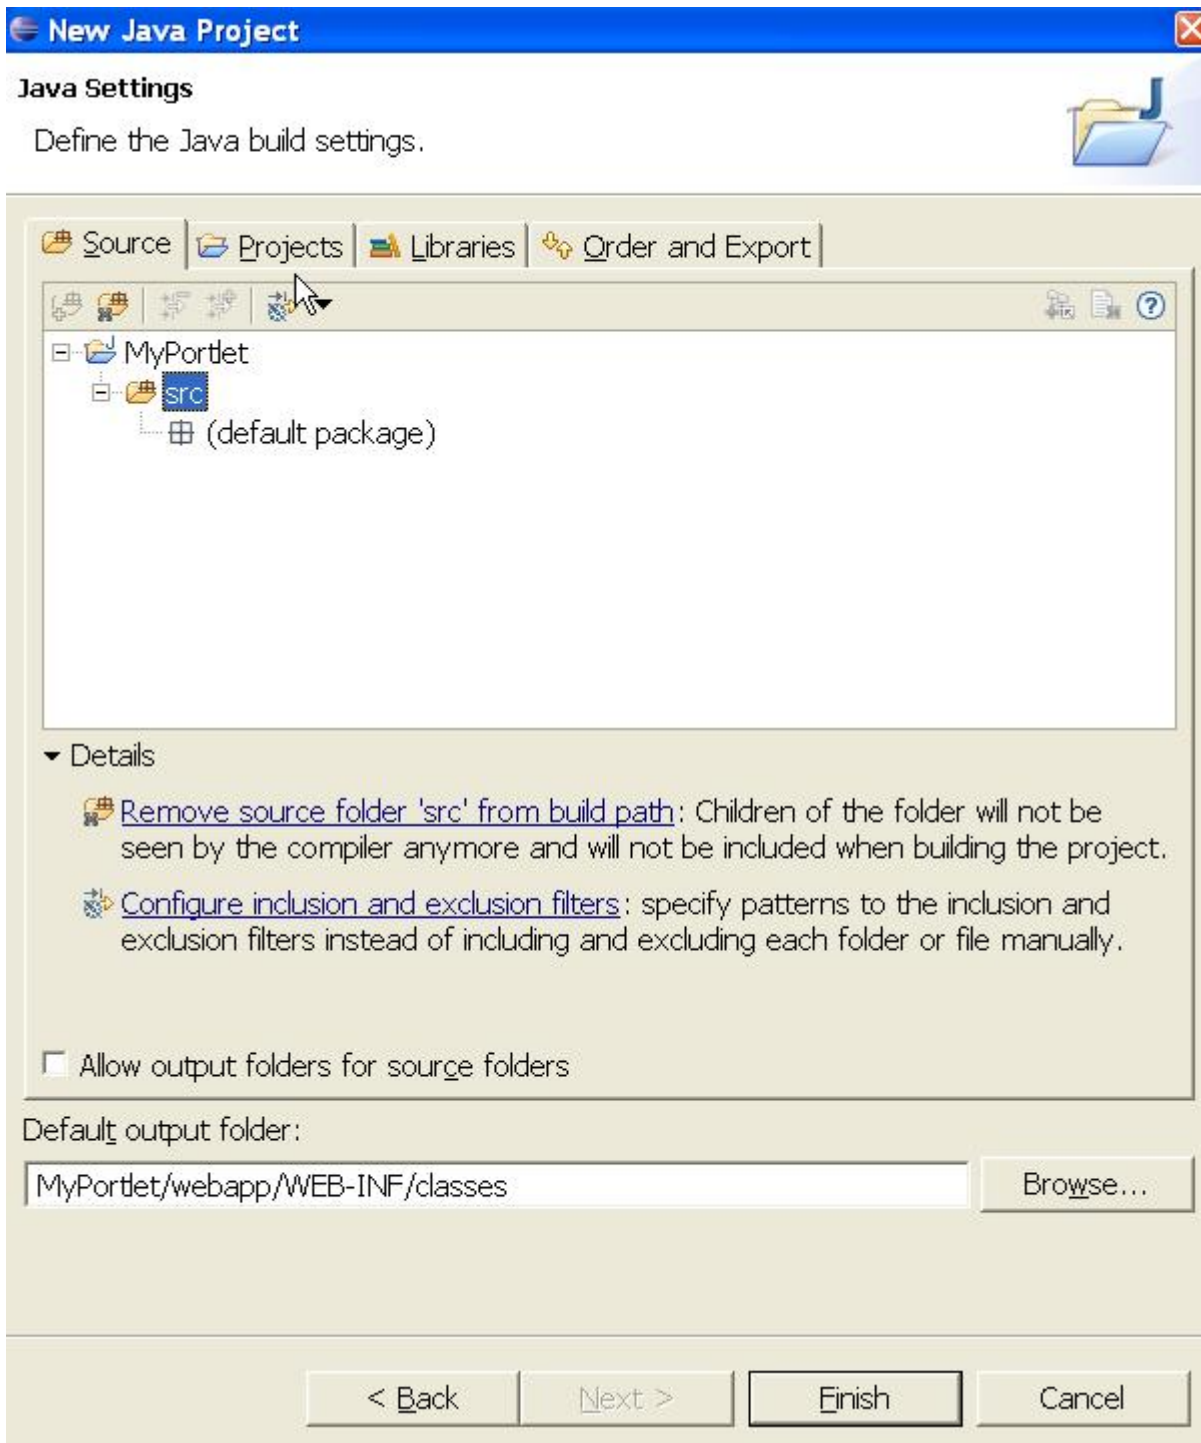 New Java Project
Java Settings
Define the Java build settings.
Source Projects Libraries Order and Export
MyPortlet
src
(default package)
Details
Remove source folder 'src' from build path: Children of the folder will not be
seen by the compiler anymore and will not be included when building the project.
Configure inclusion and exclusion filters: specify patterns to the inclusion and
exclusion filters instead of including and excluding each folder or file manually.
Allow output folders for source folders
Default output folder:
MyPortlet/webapp/WEB-INF/classes Browse...
< Back Next > Finish Cancel